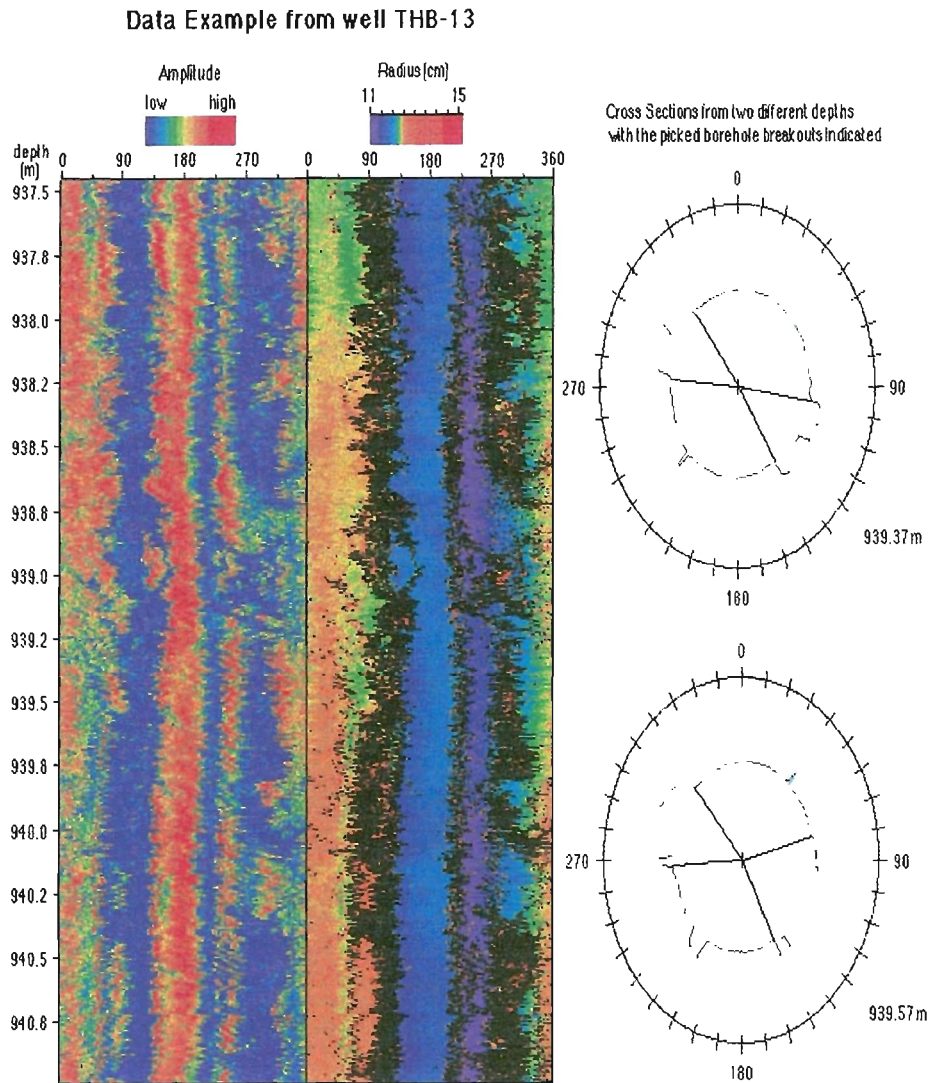 Data Example from well THB-13
Amplitude
low high
Radius(cm)
11 15
Cross Sections from two different depths
with the picked borehole breakouts indicated
depth
(m)
0 90 180 270 0 90 180 270 360
937.5
937.8
938.0
938.2
938.5
938.8
939.0
939.2
939.5
939.8
940.0
940.2
940.5
940.8
0
270 90
180
939.37m
0
270 90
180
939.57m